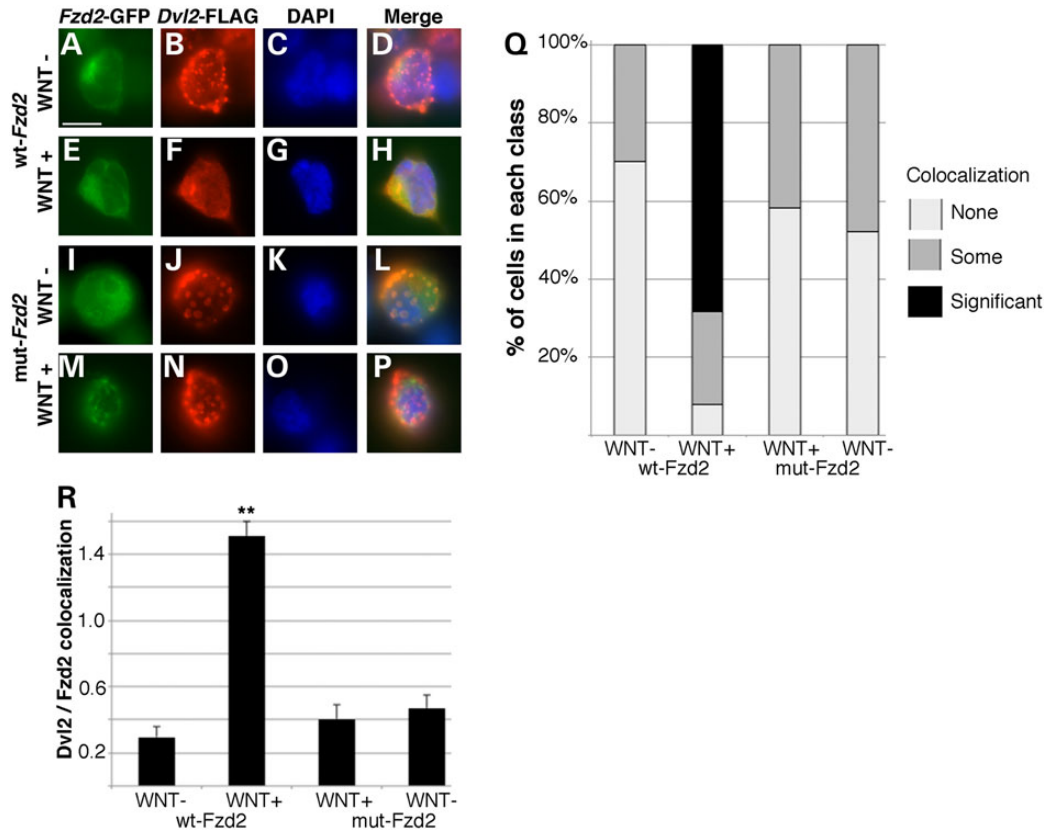 Fzd2-GFP Dvl2-FLAG DAPI Merge
wt-Fzd2
WNT -
A B C D
WNT +
E F G H
mut-Fzd2
WNT -
I J K L
WNT +
M N O P
Q
% of cells in each class
100%
80%
60%
40%
20%
WNT- WNT+ WNT+ WNT-
wt-Fzd2 mut-Fzd2
Colocalization
None
Some
Significant
R
Dvl2 / Fzd2 colocalization
1.4
1.0
0.6
0.2
**
WNT- WNT+ WNT+ WNT-
wt-Fzd2 mut-Fzd2